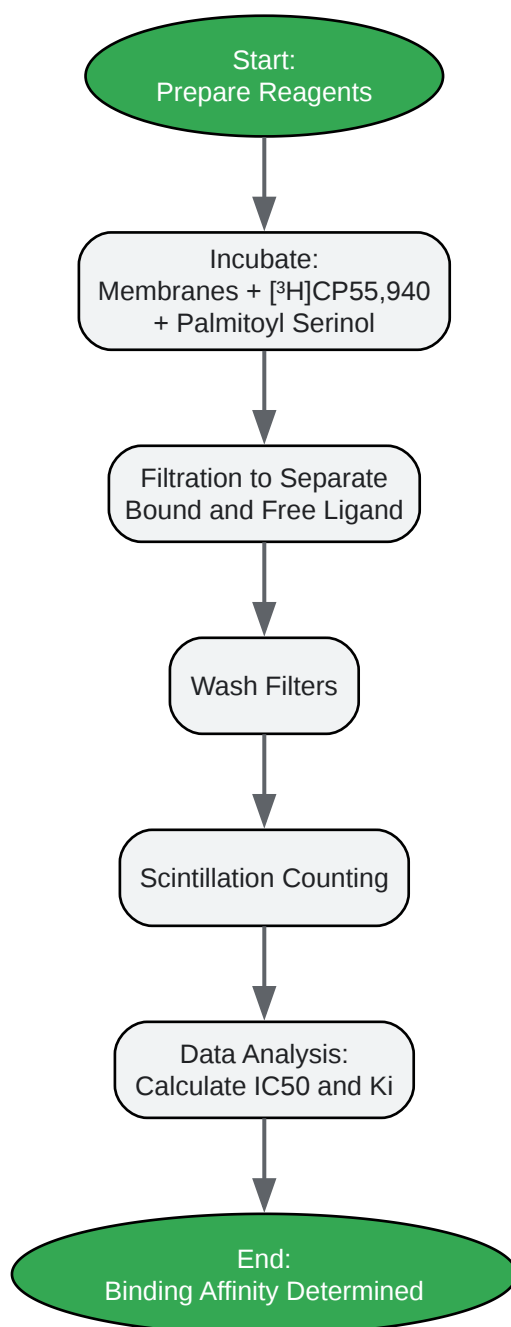 Start:
Prepare Reagents
Incubate:
Membranes + [³H]CP55,940
+ Palmitoyl Serinol
Filtration to Separate
Bound and Free Ligand
Wash Filters
Scintillation Counting
Data Analysis:
Calculate IC50 and Ki
End:
Binding Affinity Determined